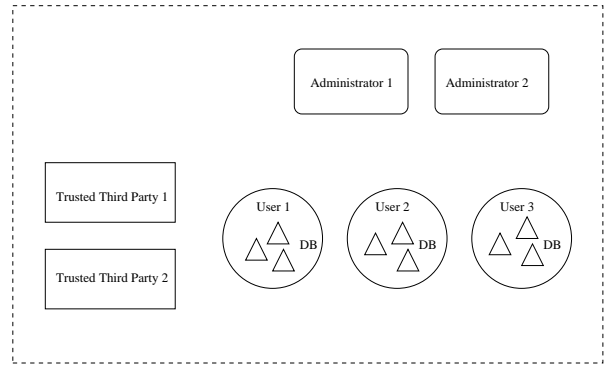 Administrator 1
Administrator 2
Trusted Third Party 1
Trusted Third Party 2
User 1
DB
User 2
DB
User 3
DB